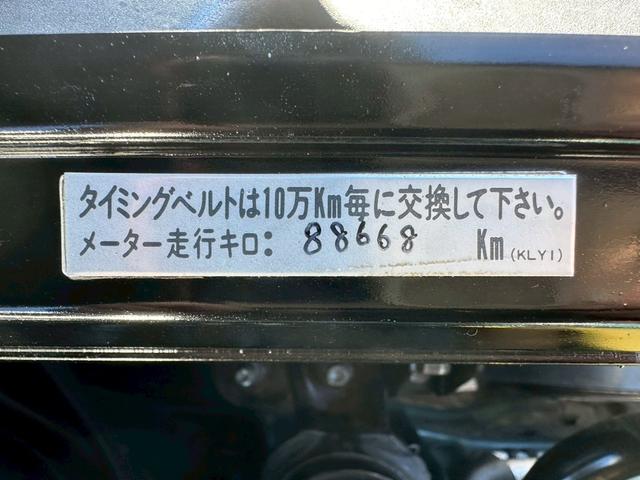 タイミングベルトは10万Km毎に交換して下さい。
メーター走行キロ： 88668 Km (KLY1)